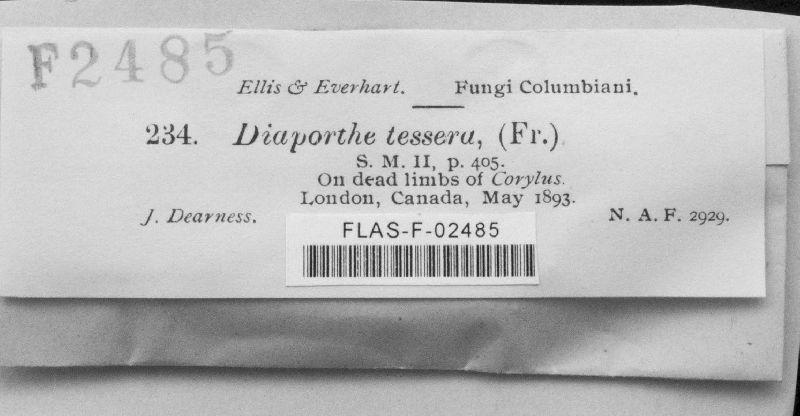 F2485
Ellis & Everhart. Fungi Columbiani.
234. Diaporthe tessera, (Fr.)
S. M. II, p. 405.
On dead limbs of Corylus.
London, Canada, May 1893.
J. Dearness. N. A. F. 2929.
FLAS-F-02485